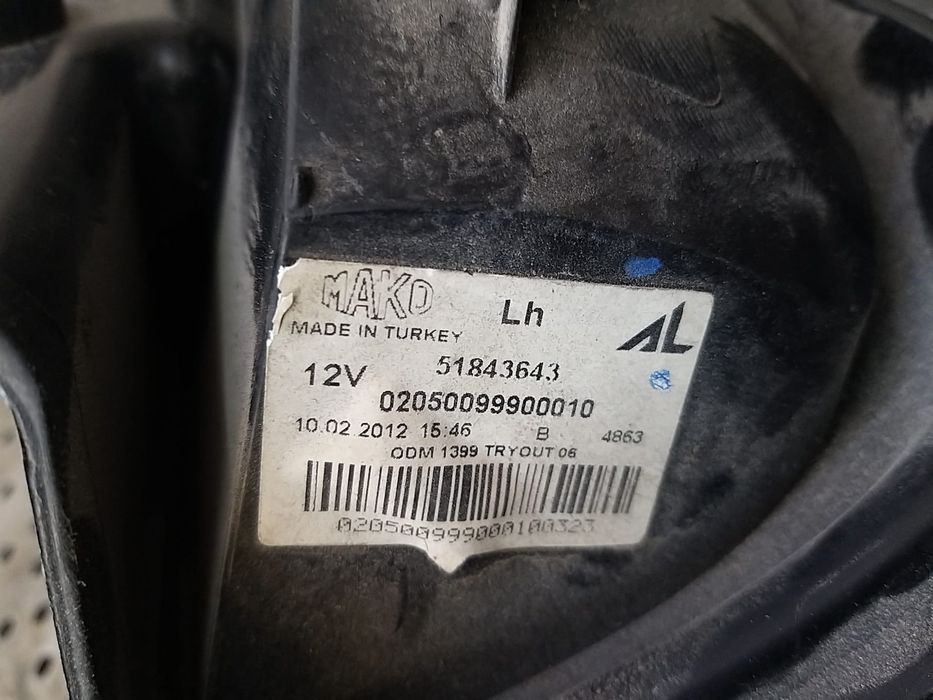 MAKO
Lh
AL
MADE IN TURKEY
12V
51843643
02050099900010
10.02.2012 15:46 B 4863
ODM 1399 TRYOUT 06
020500999000100323